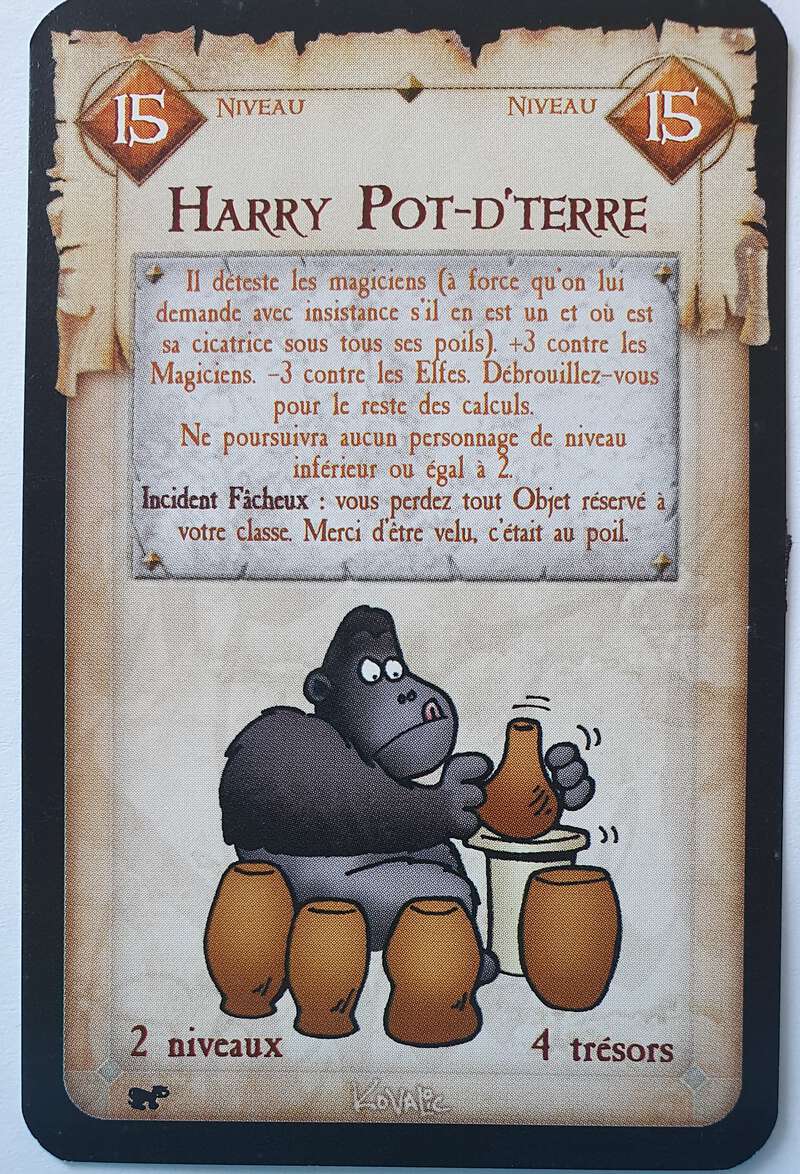 15 NIVEAU NIVEAU 15
HARRY POT-D'TERRE
Il déteste les magiciens (à force qu'on lui
demande avec insistance s'il en est un et où est
sa cicatrice sous tous ses poils). +3 contre les
Magiciens. -3 contre les Elfes. Débrouillez-vous
pour le reste des calculs.
Ne poursuivra aucun personnage de niveau
inférieur ou égal à 2.
Incident Fâcheux : vous perdez tout Objet réservé à
votre classe. Merci d'être velu, c'était au poil.
2 niveaux 4 trésors
KOVALIC